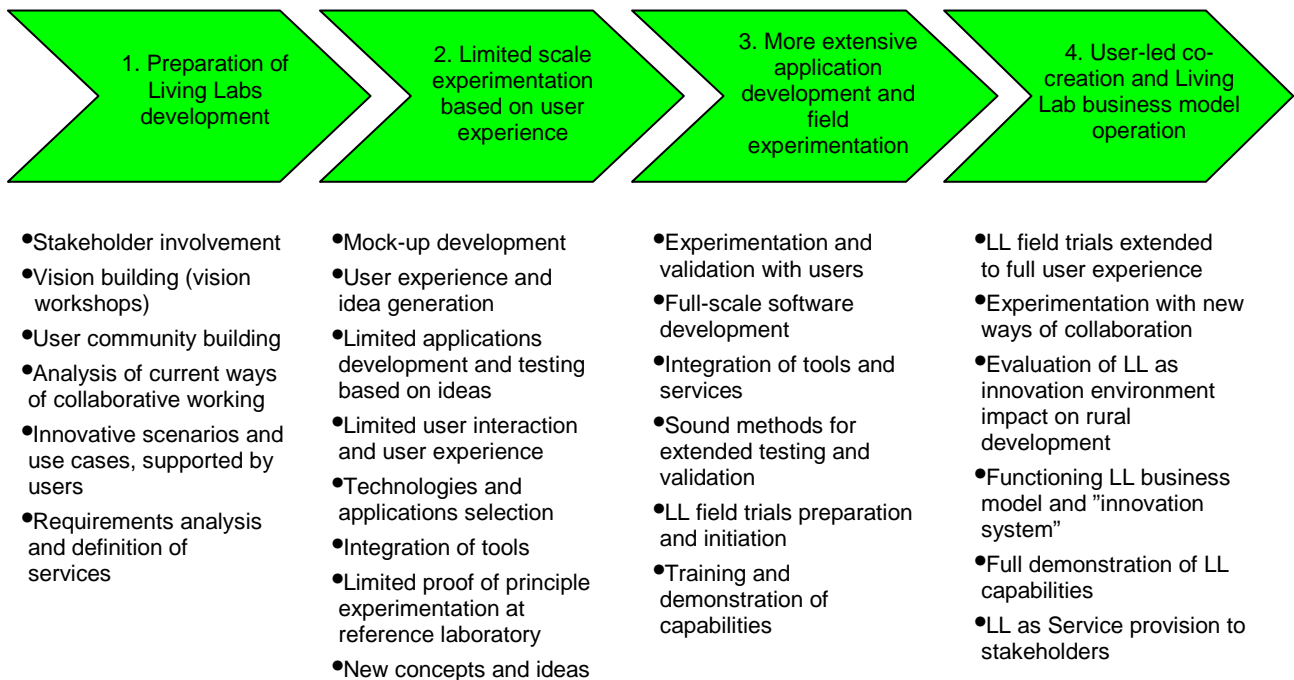 1. Preparation of
Living Labs
development
2. Limited scale
experimentation
based on user
experience
3. More extensive
application
development and
field
experimentation
4. User-led co-
creation and Living
Lab business model
operation
•Stakeholder involvement
•Vision building (vision
workshops)
•User community building
•Analysis of current ways
of collaborative working
•Innovative scenarios and
use cases, supported by
users
•Requirements analysis
and definition of
services
•Mock-up development
•User experience and
idea generation
•Limited applications
development and testing
based on ideas
•Limited user interaction
and user experience
•Technologies and
applications selection
•Integration of tools
•Limited proof of principle
experimentation at
reference laboratory
•New concepts and ideas
•Experimentation and
validation with users
•Full-scale software
development
•Integration of tools and
services
•Sound methods for
extended testing and
validation
•LL field trials preparation
and initiation
•Training and
demonstration of
capabilities
•LL field trials extended
to full user experience
•Experimentation with new
ways of collaboration
•Evaluation of LL as
innovation environment
impact on rural
development
•Functioning LL business
model and ”innovation
system”
•Full demonstration of LL
capabilities
•LL as Service provision to
stakeholders